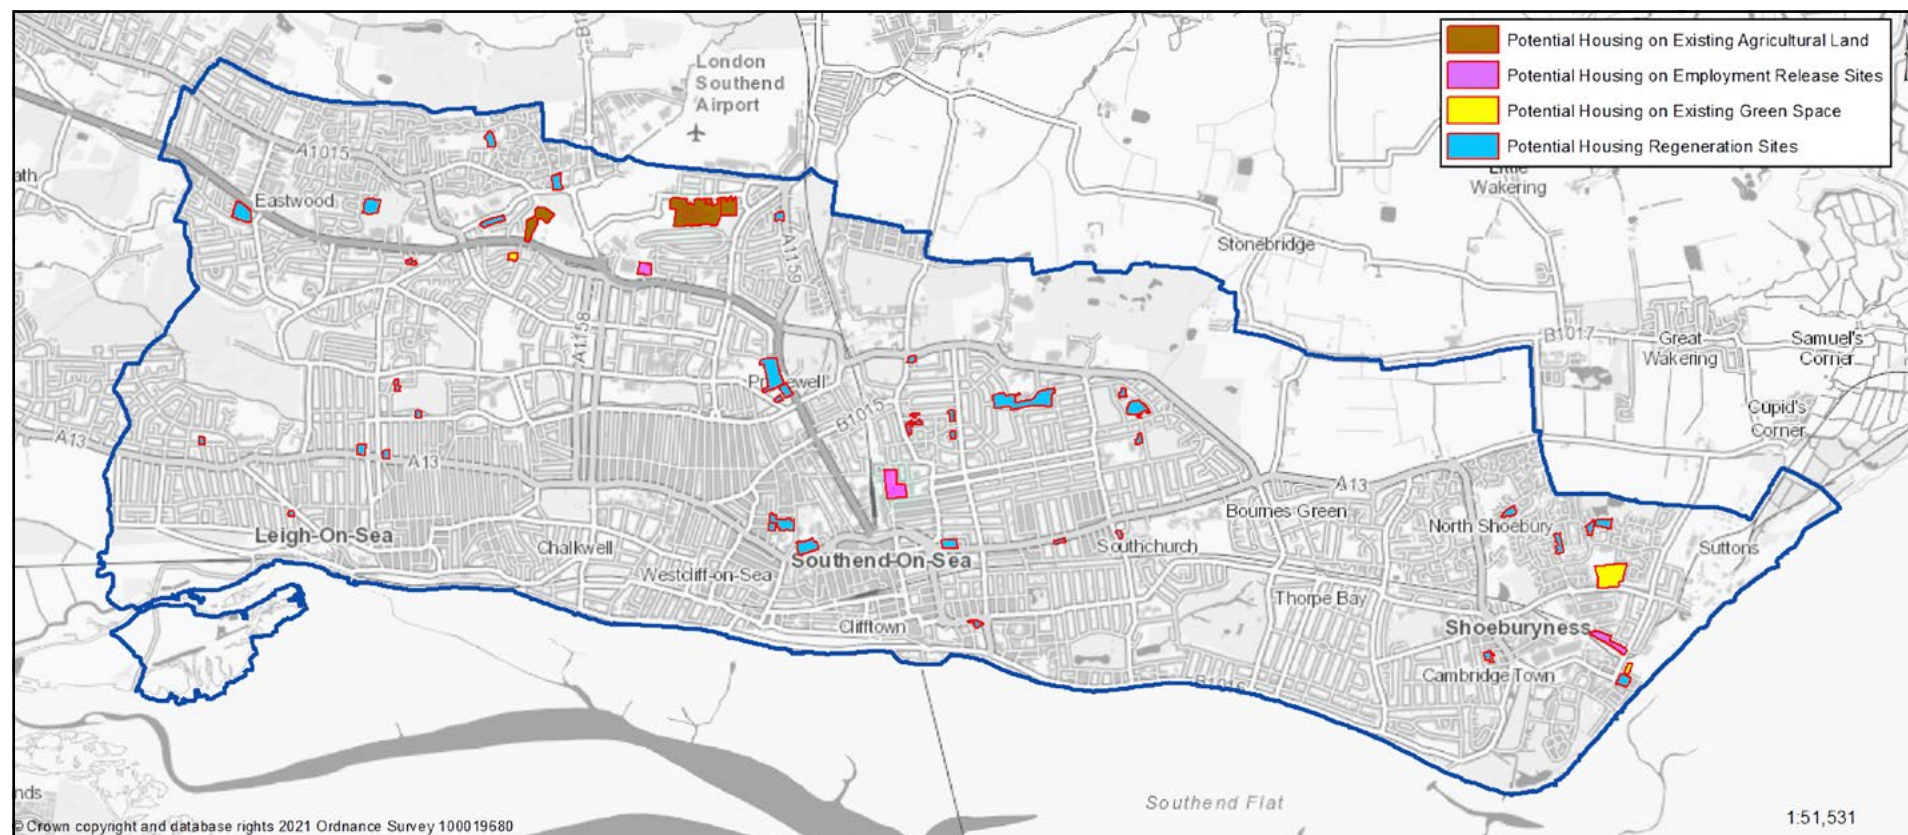 Potential Housing on Existing Agricultural Land
Potential Housing on Employment Release Sites
Potential Housing on Existing Green Space
Potential Housing Regeneration Sites
London
Southend
Airport
Wakering
A1015
Eastwood
Stonebridge
A1159
B1017
Great
Wakering
Samuel's
Corner
A1158
B1015
Cupid's
Corner
A13
A13
A13
Bournes Green
North Shoebury
Leigh-On-Sea
Chalkwell
Westcliff-on-Sea
Southend-On-Sea
Southchurch
Suttons
Thorpe Bay
Clifftown
Shoeburyness
Cambridge Town
Southend Flat
1:51,531
© Crown copyright and database rights 2021 Ordnance Survey 100019680